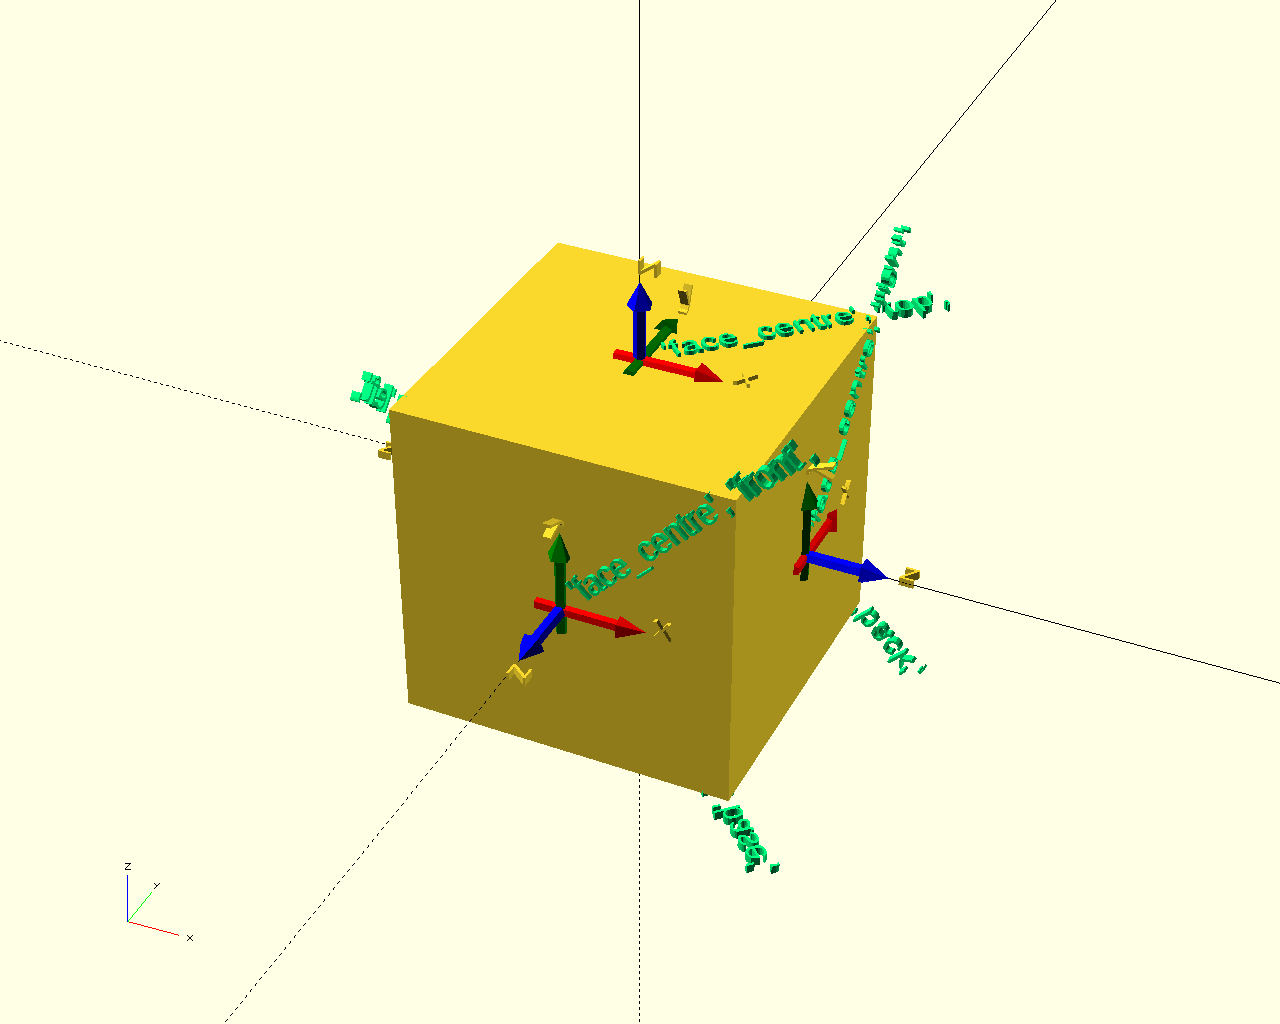 "face_centre","top"
"face_centre","right"
"face_centre","front"
back"
base"
x
y
z
x
y
z
x
y
z
z
z
Y
x